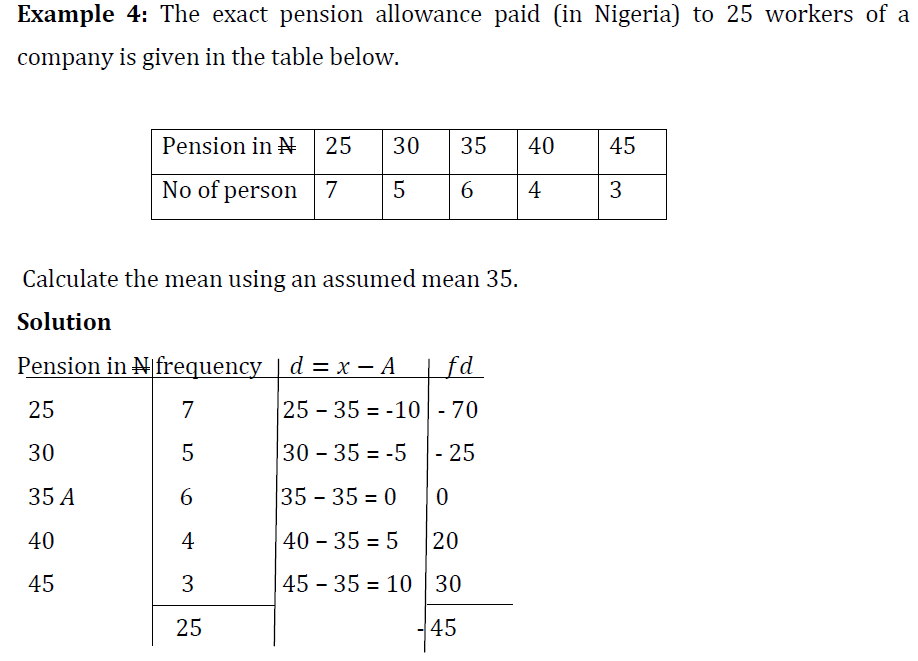 Example 4: The exact pension allowance paid (in Nigeria) to 25 workers of a
company is given in the table below.
Pension in ₦ 25 30 35 40 45
No of person 7 5 6 4 3
Calculate the mean using an assumed mean 35.
Solution
Pension in ₦ frequency d = x – A fd
25 7 25 – 35 = -10 - 70
30 5 30 – 35 = -5 - 25
35 A 6 35 – 35 = 0 0
40 4 40 – 35 = 5 20
45 3 45 – 35 = 10 30
25 -45